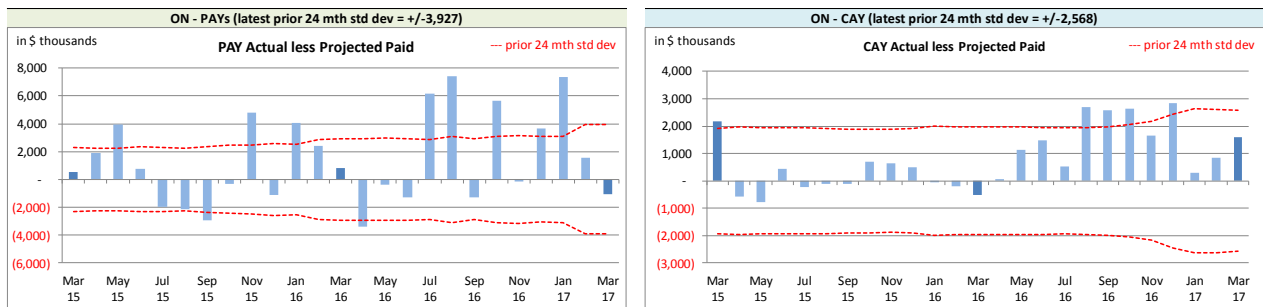 ON - PAYs (latest prior 24 mth std dev = +/-3,927)
in $ thousands
PAY Actual less Projected Paid
--- prior 24 mth std dev
8,000
6,000
4,000
2,000
-
(2,000)
(4,000)
(6,000)
Mar 15 May 15 Jul 15 Sep 15 Nov 15 Jan 16 Mar 16 May 16 Jul 16 Sep 16 Nov 16 Jan 17 Mar 17
ON - CAY (latest prior 24 mth std dev = +/-2,568)
in $ thousands
CAY Actual less Projected Paid
--- prior 24 mth std dev
4,000
3,000
2,000
1,000
-
(1,000)
(2,000)
(3,000)
Mar 15 May 15 Jul 15 Sep 15 Nov 15 Jan 16 Mar 16 May 16 Jul 16 Sep 16 Nov 16 Jan 17 Mar 17